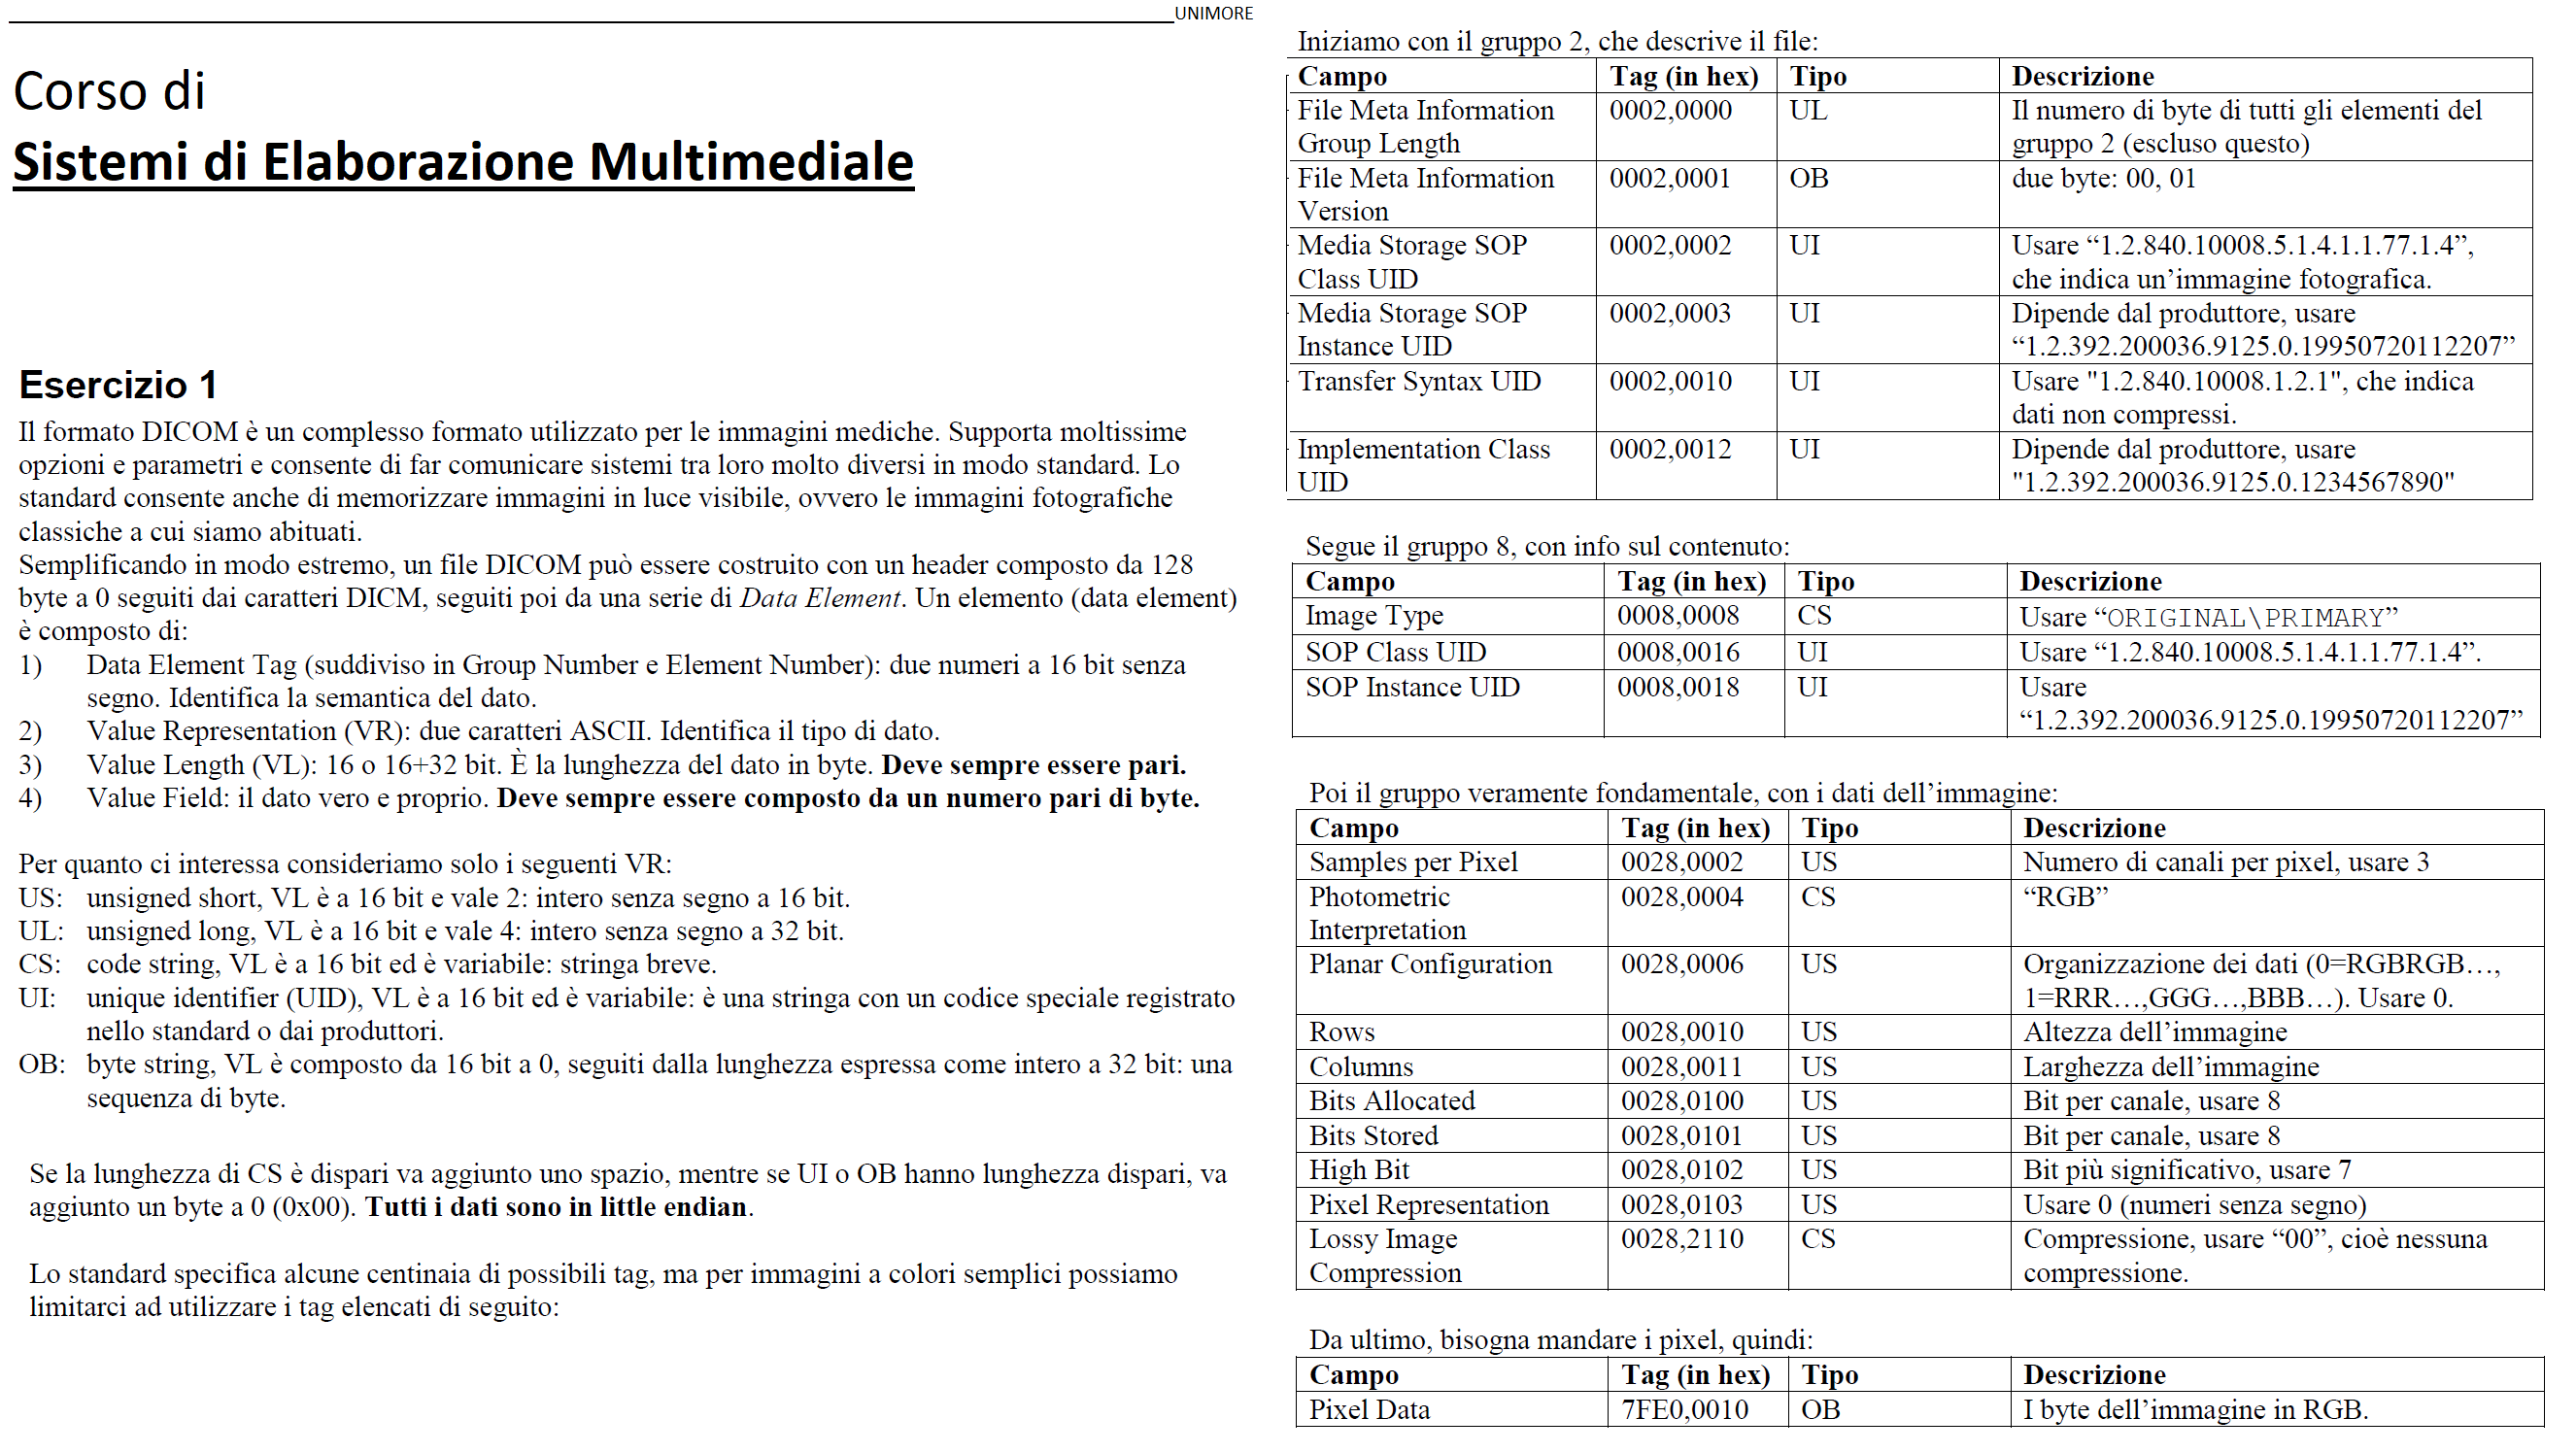 UNIMORE
Corso di
Sistemi di Elaborazione Multimediale
Esercizio 1
Il formato DICOM è un complesso formato utilizzato per le immagini mediche. Supporta moltissime
opzioni e parametri e consente di far comunicare sistemi tra loro molto diversi in modo standard. Lo
standard consente anche di memorizzare immagini in luce visibile, ovvero le immagini fotografiche
classiche a cui siamo abituati.
Semplificando in modo estremo, un file DICOM può essere costruito con un header composto da 128
byte a 0 seguiti dai caratteri DICM, seguiti poi da una serie di Data Element. Un elemento (data element)
è composto di:
1) Data Element Tag (suddiviso in Group Number e Element Number): due numeri a 16 bit senza
segno. Identifica la semantica del dato.
2) Value Representation (VR): due caratteri ASCII. Identifica il tipo di dato.
3) Value Length (VL): 16 o 16+32 bit. È la lunghezza del dato in byte. Deve sempre essere pari.
4) Value Field: il dato vero e proprio. Deve sempre essere composto da un numero pari di byte.
Per quanto ci interessa consideriamo solo i seguenti VR:
US: unsigned short, VL è a 16 bit e vale 2: intero senza segno a 16 bit.
UL: unsigned long, VL è a 16 bit e vale 4: intero senza segno a 32 bit.
CS: code string, VL è a 16 bit ed è variabile: stringa breve.
UI: unique identifier (UID), VL è a 16 bit ed è variabile: è una stringa con un codice speciale registrato
nello standard o dai produttori.
OB: byte string, VL è composto da 16 bit a 0, seguiti dalla lunghezza espressa come intero a 32 bit: una
sequenza di byte.
Se la lunghezza di CS è dispari va aggiunto uno spazio, mentre se UI o OB hanno lunghezza dispari, va
aggiunto un byte a 0 (0x00). Tutti i dati sono in little endian.
Lo standard specifica alcune centinaia di possibili tag, ma per immagini a colori semplici possiamo
limitarci ad utilizzare i tag elencati di seguito:
Iniziamo con il gruppo 2, che descrive il file:
Campo Tag (in hex) Tipo Descrizione
File Meta Information 0002,0000 UL Il numero di byte di tutti gli elementi del
Group Length gruppo 2 (escluso questo)
File Meta Information 0002,0001 OB due byte: 00, 01
Version
Media Storage SOP 0002,0002 UI Usare “1.2.840.10008.5.1.4.1.1.77.1.4”,
Class UID che indica un’immagine fotografica.
Media Storage SOP 0002,0003 UI Dipende dal produttore, usare
Instance UID “1.2.392.200036.9125.0.19950720112207”
Transfer Syntax UID 0002,0010 UI Usare "1.2.840.10008.1.2.1", che indica
dati non compressi.
Implementation Class 0002,0012 UI Dipende dal produttore, usare
UID "1.2.392.200036.9125.0.1234567890"
Segue il gruppo 8, con info sul contenuto:
Campo Tag (in hex) Tipo Descrizione
Image Type 0008,0008 CS Usare “ORIGINAL\PRIMARY”
SOP Class UID 0008,0016 UI Usare “1.2.840.10008.5.1.4.1.1.77.1.4”.
SOP Instance UID 0008,0018 UI Usare
“1.2.392.200036.9125.0.19950720112207”
Poi il gruppo veramente fondamentale, con i dati dell’immagine:
Campo Tag (in hex) Tipo Descrizione
Samples per Pixel 0028,0002 US Numero di canali per pixel, usare 3
Photometric 0028,0004 CS “RGB”
Interpretation
Planar Configuration 0028,0006 US Organizzazione dei dati (0=RGBRGB…,
1=RRR…,GGG…,BBB…). Usare 0.
Rows 0028,0010 US Altezza dell’immagine
Columns 0028,0011 US Larghezza dell’immagine
Bits Allocated 0028,0100 US Bit per canale, usare 8
Bits Stored 0028,0101 US Bit per canale, usare 8
High Bit 0028,0102 US Bit più significativo, usare 7
Pixel Representation 0028,0103 US Usare 0 (numeri senza segno)
Lossy Image 0028,2110 CS Compressione, usare “00”, cioè nessuna
Compression compressione.
Da ultimo, bisogna mandare i pixel, quindi:
Campo Tag (in hex) Tipo Descrizione
Pixel Data 7FE0,0010 OB I byte dell’immagine in RGB.